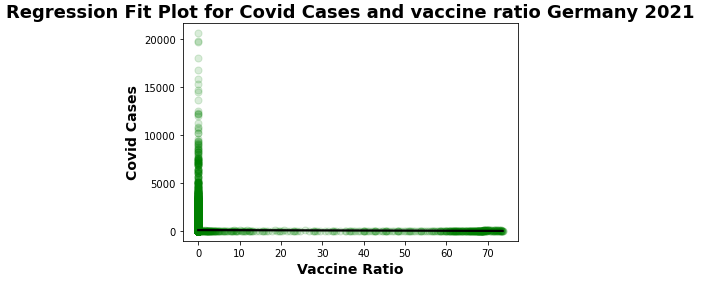 Regression Fit Plot for Covid Cases and vaccine ratio Germany 2021
20000
15000
10000
5000
0
Covid Cases
0 10 20 30 40 50 60 70
Vaccine Ratio